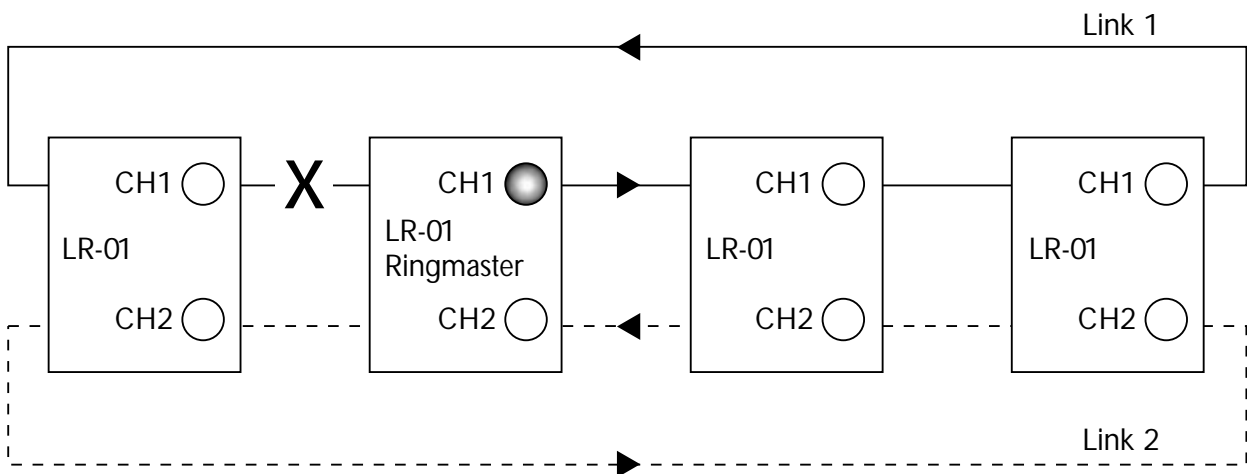 Link 1
CH1
X
CH1
CH1
CH1
LR-01
LR-01
Ringmaster
LR-01
LR-01
CH2
CH2
CH2
CH2
Link 2